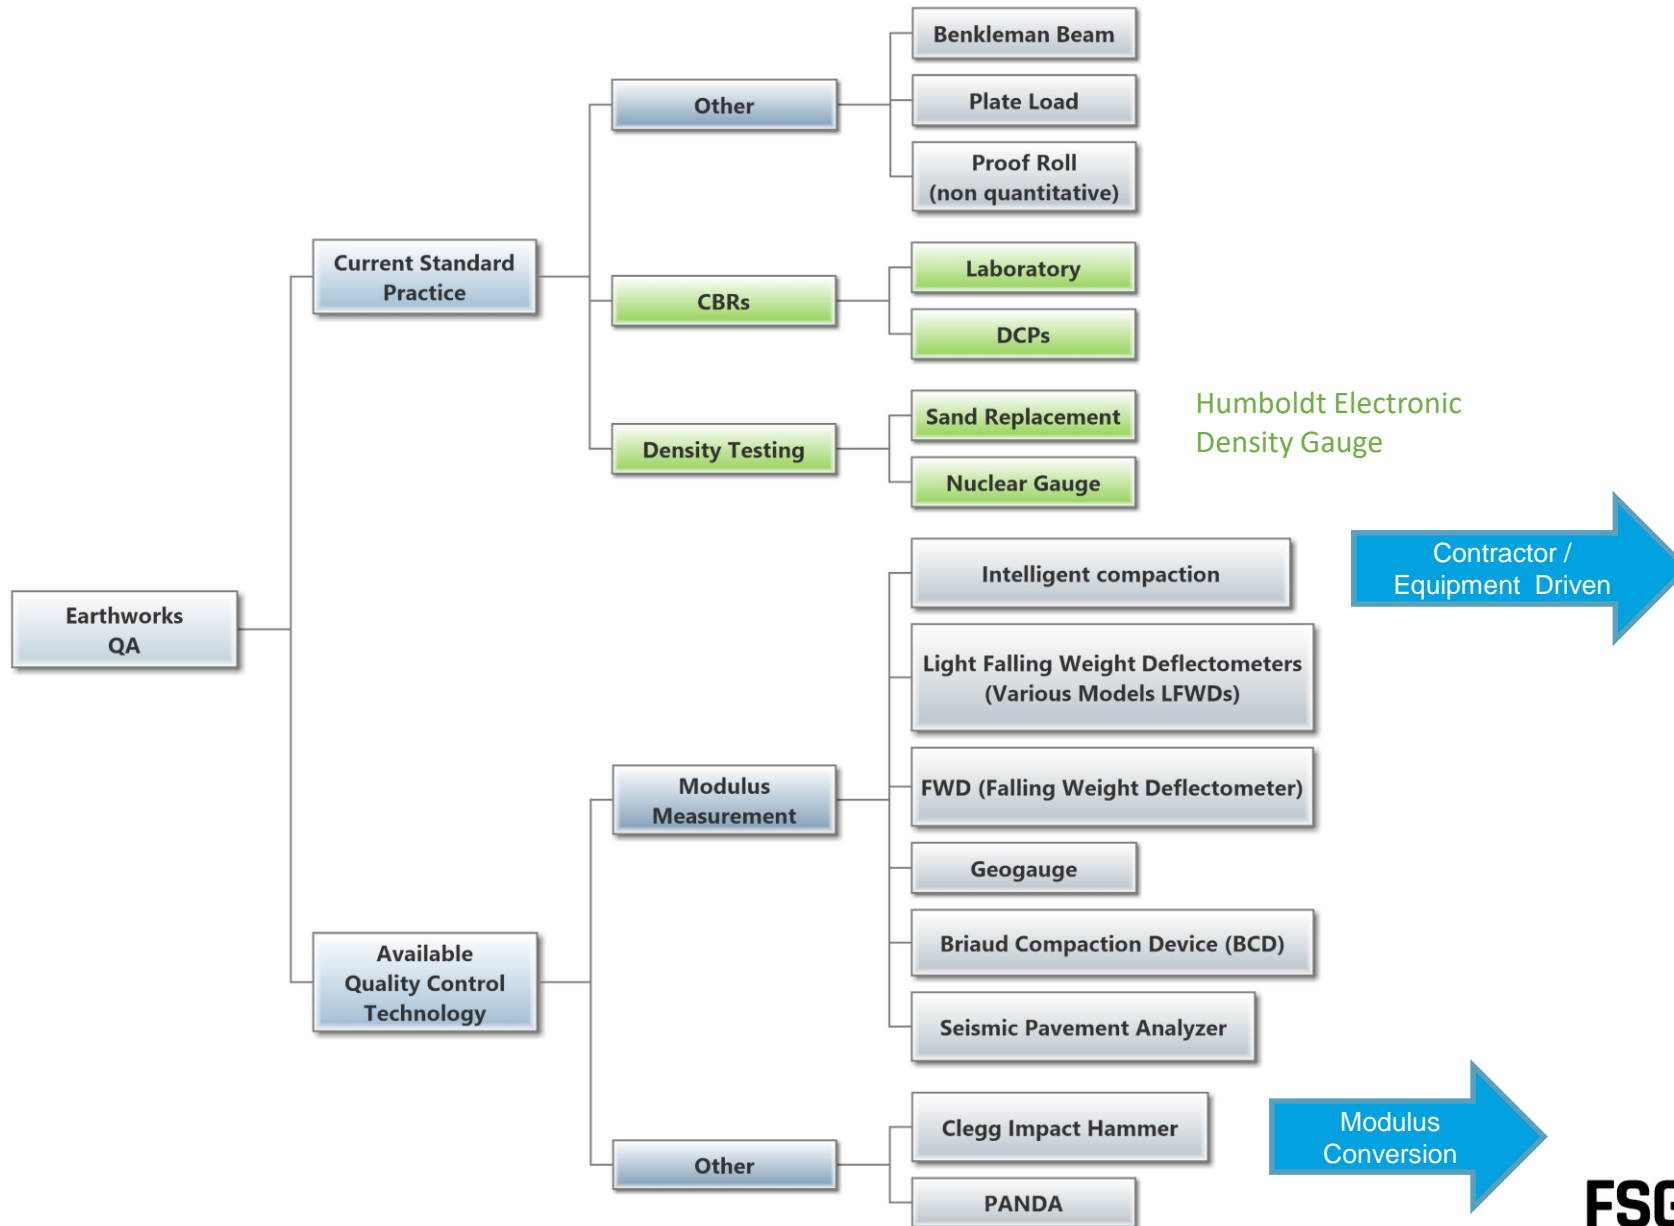 Benkleman Beam
Other
Plate Load
Proof Roll
(non quantitative)
Current Standard
Practice
Laboratory
CBRs
DCPs
Sand Replacement
Humboldt Electronic
Density Gauge
Density Testing
Nuclear Gauge
Intelligent compaction
Contractor /
Equipment Driven
Earthworks
QA
Light Falling Weight Deflectometers
(Various Models LFWDs)
Modulus
Measurement
FWD (Falling Weight Deflectometer)
Geogauge
Briaud Compaction Device (BCD)
Available
Quality Control
Technology
Seismic Pavement Analyzer
Clegg Impact Hammer
Modulus
Conversion
Other
PANDA